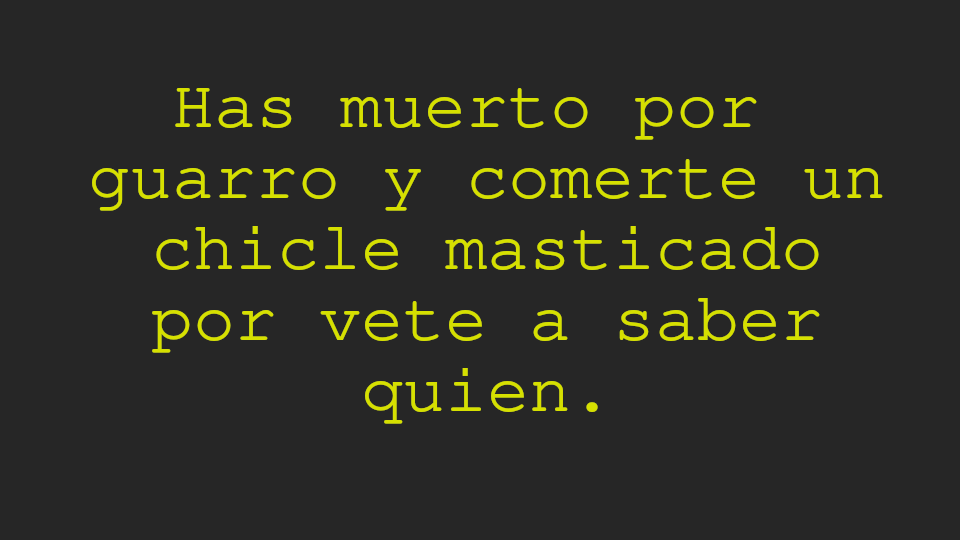 Has muerto por
guarro y comerte un
chicle masticado
por vete a saber
quien.